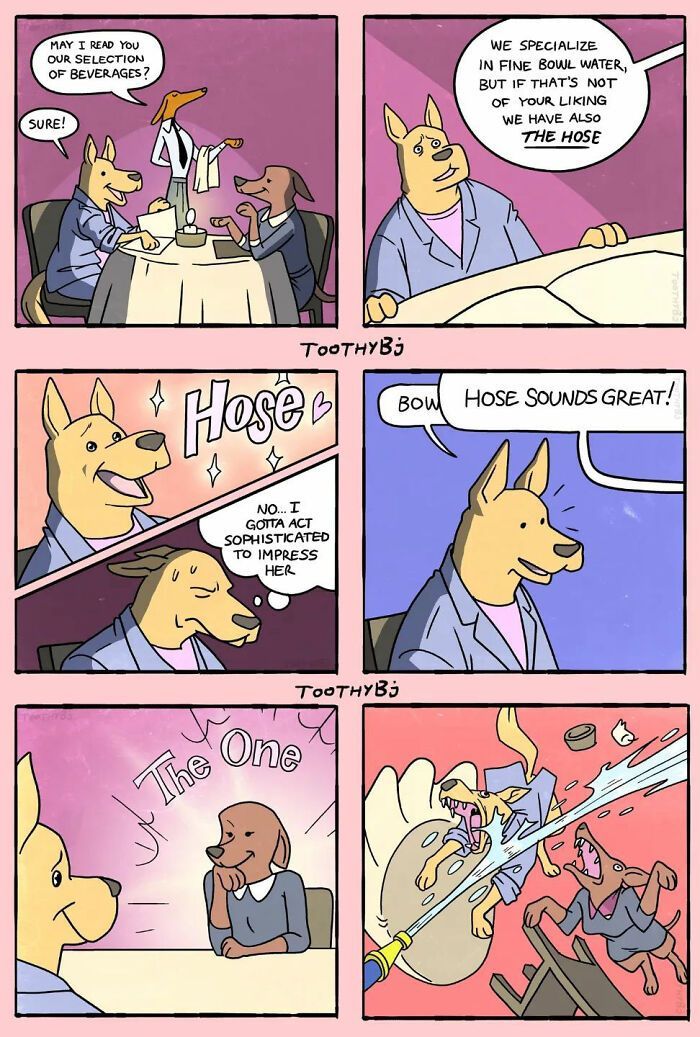 MAY I READ YOU
OUR SELECTION
OF BEVERAGES?
SURE!
WE SPECIALIZE
IN FINE BOWL WATER,
BUT IF THAT'S NOT
OF YOUR LIKING
WE HAVE ALSO
THE HOSE
TOOTHYBJ
Hose
NO... I
GOTTA ACT
SOPHISTICATED
TO IMPRESS
HER
BOW
HOSE SOUNDS GREAT!
TOOTHYBJ
The One